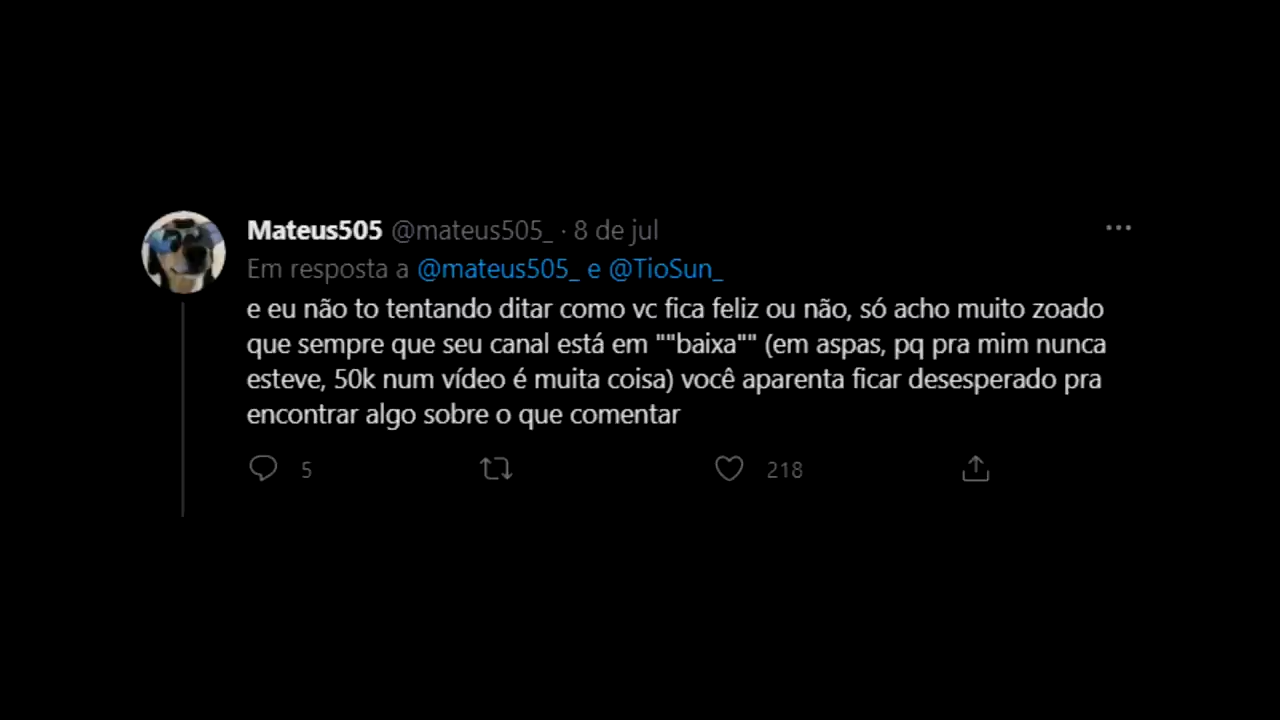 Mateus505 @mateus505_ · 8 de jul
Em resposta a @mateus505_ e @TioSun_
e eu não to tentando ditar como vc fica feliz ou não, só acho muito zoado
que sempre que seu canal está em ""baixa"" (em aspas, pq pra mim nunca
esteve, 50k num vídeo é muita coisa) você aparenta ficar desesperado pra
encontrar algo sobre o que comentar
5 218